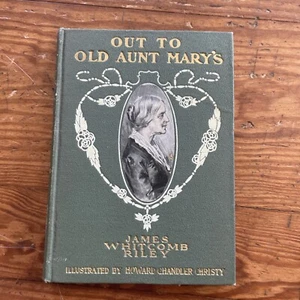 OUT TO
OLD AUNT MARY'S
JAMES
WHITCOMB
RILEY
ILLUSTRATED BY HOWARD CHANDLER CHRISTY